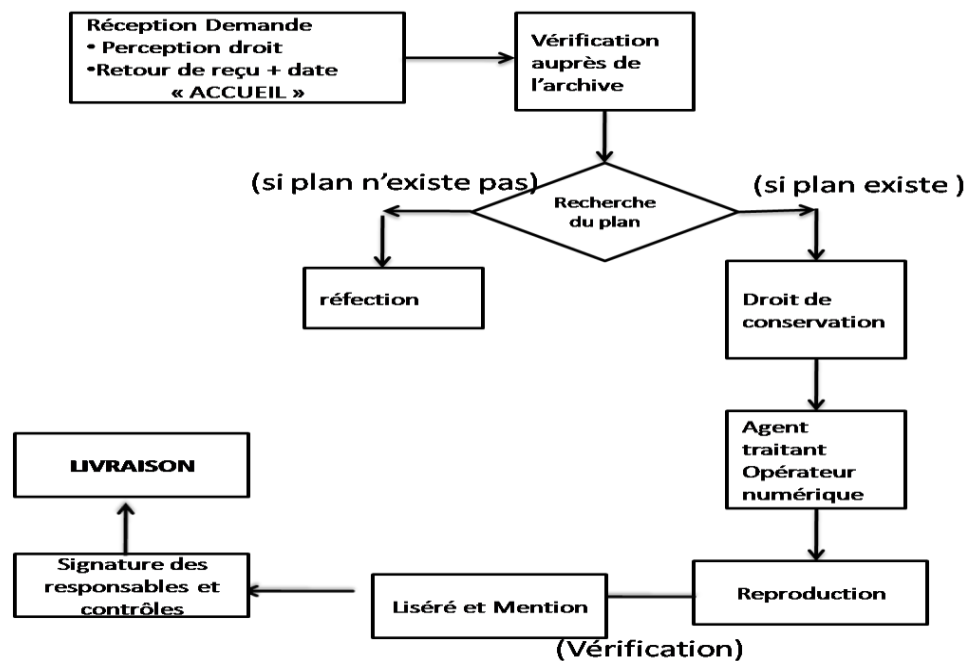 Réception Demande
• Perception droit
•Retour de reçu + date
« ACCUEIL »
Vérification
auprès de
l’archive
(si plan n’existe pas)
(si plan existe )
Recherche
du plan
réfection
Droit de
conservation
Agent
traitant
Opérateur
numérique
Reproduction
(Vérification)
Liséré et Mention
Signature des
responsables et
contrôles
LIVRAISON